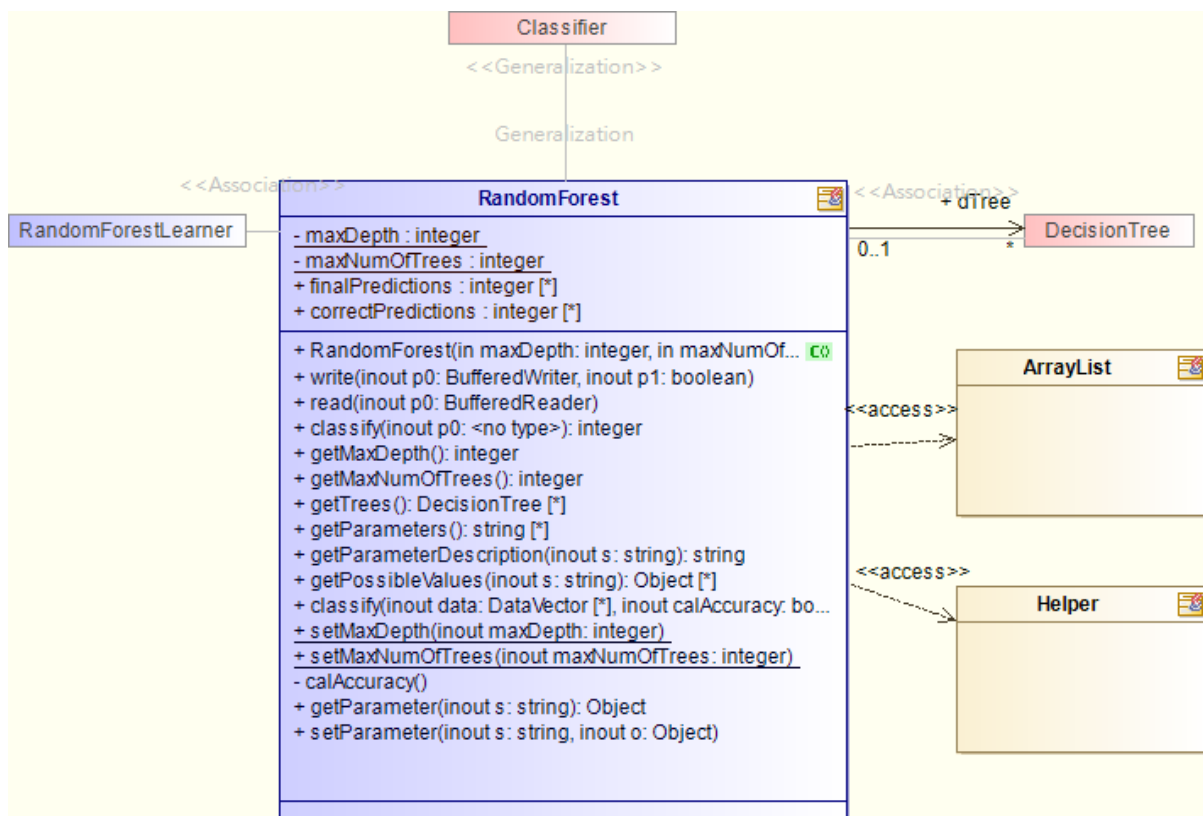 Classifier
<<Generalization>>
Generalization
<<Association>>
RandomForestLearner
RandomForest
- maxDepth : integer
- maxNumOfTrees : integer
+ finalPredictions : integer [*]
+ correctPredictions : integer [*]
+ RandomForest(in maxDepth: integer, in maxNumOf... C()
+ write(inout p0: BufferedWriter, inout p1: boolean)
+ read(inout p0: BufferedReader)
+ classify(inout p0: <no type>): integer
+ getMaxDepth(): integer
+ getMaxNumOfTrees(): integer
+ getTrees(): DecisionTree [*]
+ getParameters(): string [*]
+ getParameterDescription(inout s: string): string
+ getPossibleValues(inout s: string): Object [*]
+ classify(inout data: DataVector [*], inout calAccuracy: bo...
+ setMaxDepth(inout maxDepth: integer)
+ setMaxNumOfTrees(inout maxNumOfTrees: integer)
- calAccuracy()
+ getParameter(inout s: string): Object
+ setParameter(inout s: string, inout o: Object)
<<Association>>
+ dTree
0..1
*
DecisionTree
<<access>>
ArrayList
<<access>>
Helper